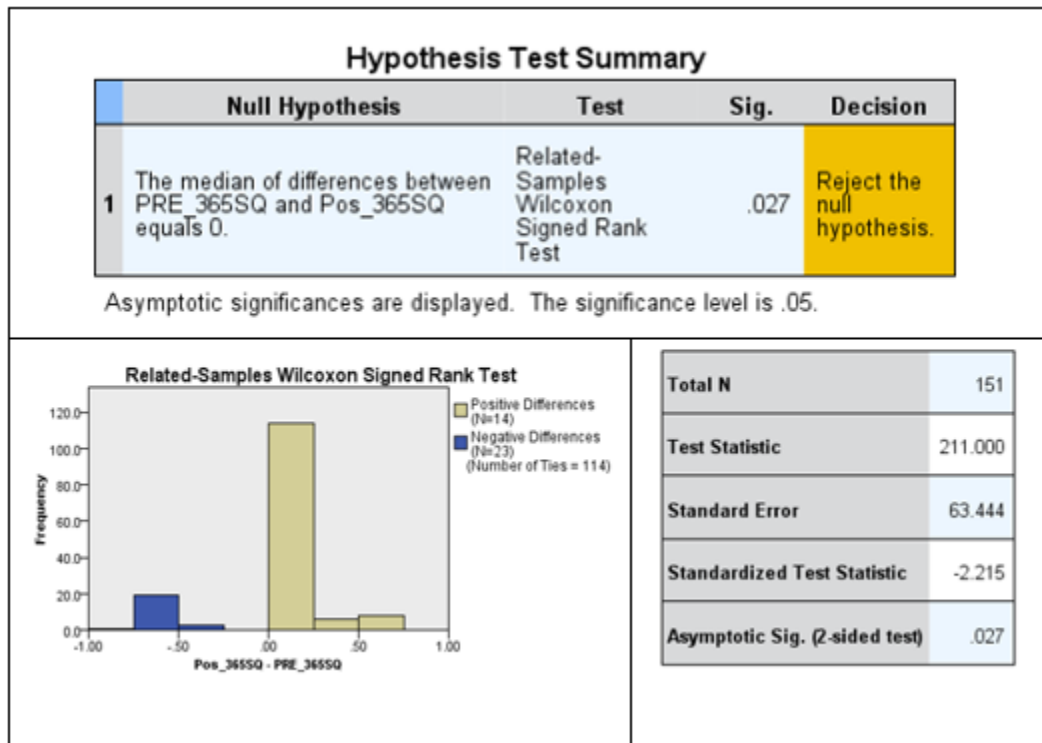 Hypothesis Test Summary
Null Hypothesis Test Sig. Decision
1 The median of differences between PRE_365SQ and Pos_365SQ equals 0. Related-Samples Wilcoxon Signed Rank Test .027 Reject the null hypothesis.
Asymptotic significances are displayed. The significance level is .05.
Related-Samples Wilcoxon Signed Rank Test
Positive Differences
(N=14)
Negative Differences
(N=23)
(Number of Ties = 114)
Frequency
120.0
100.0
80.0
60.0
40.0
20.0
0.0
-1.00 -.50 .00 .50 1.00
Pos_365SQ - PRE_365SQ
Total N 151
Test Statistic 211.000
Standard Error 63.444
Standardized Test Statistic -2.215
Asymptotic Sig. (2-sided test) .027